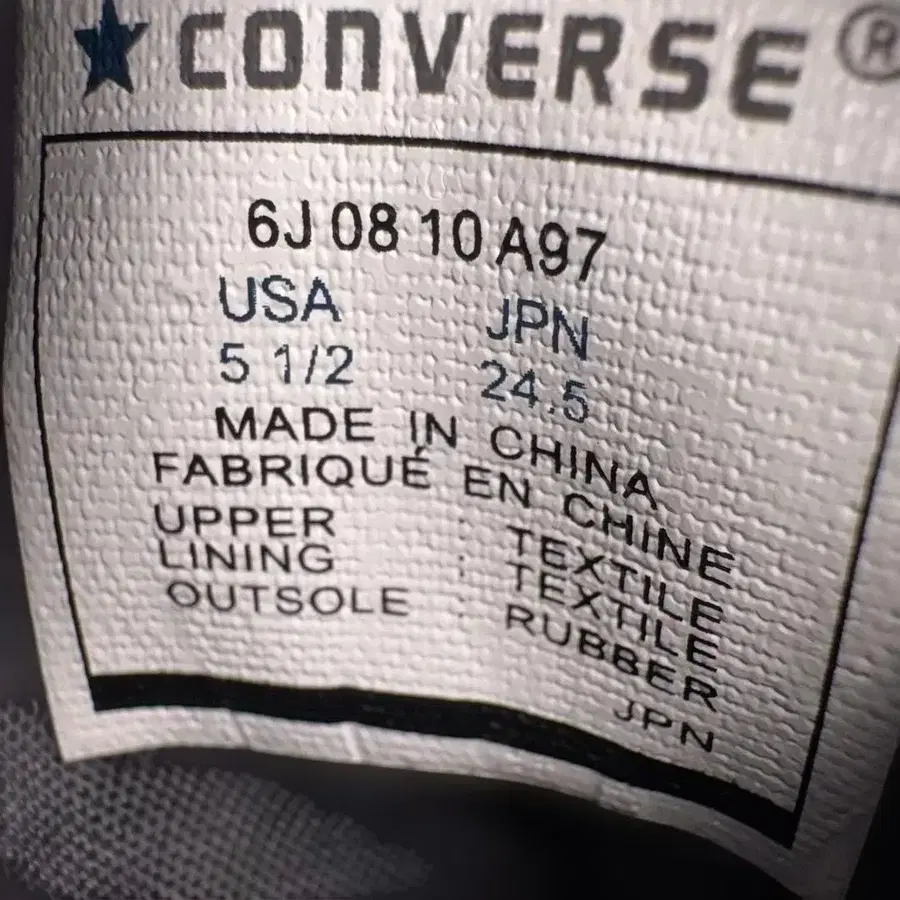 CONVERSE®
6J 08 10 A97
USA JPN
5 1/2 24.5
MADE IN CHINA
FABRIQUÉ EN CHINE
UPPER : TEXTILE
LINING : TEXTILE
OUTSOLE : RUBBER
JPN